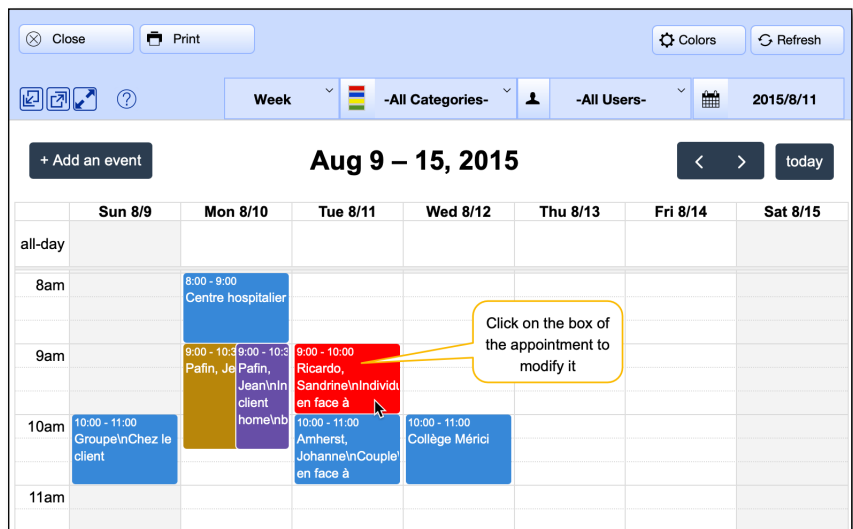 Close
Print
Colors
Refresh
Week
-All Categories-
-All Users-
2015/8/11
+ Add an event
Aug 9 – 15, 2015
today
Sun 8/9
Mon 8/10
Tue 8/11
Wed 8/12
Thu 8/13
Fri 8/14
Sat 8/15
all-day
8am
8:00 - 9:00
Centre hospitalier
Click on the box of
the appointment to
modify it
9am
9:00 - 10:3
Pafin, Je
9:00 - 10:3
Pafin,
Jean\nIn
client
home\nb
9:00 - 10:00
Ricardo,
Sandrine\nIndividu
en face à
10am
10:00 - 11:00
Groupe\nChez le
client
10:00 - 11:00
Amherst,
Johanne\nCouple\
en face à
10:00 - 11:00
Collège Mérici
11am